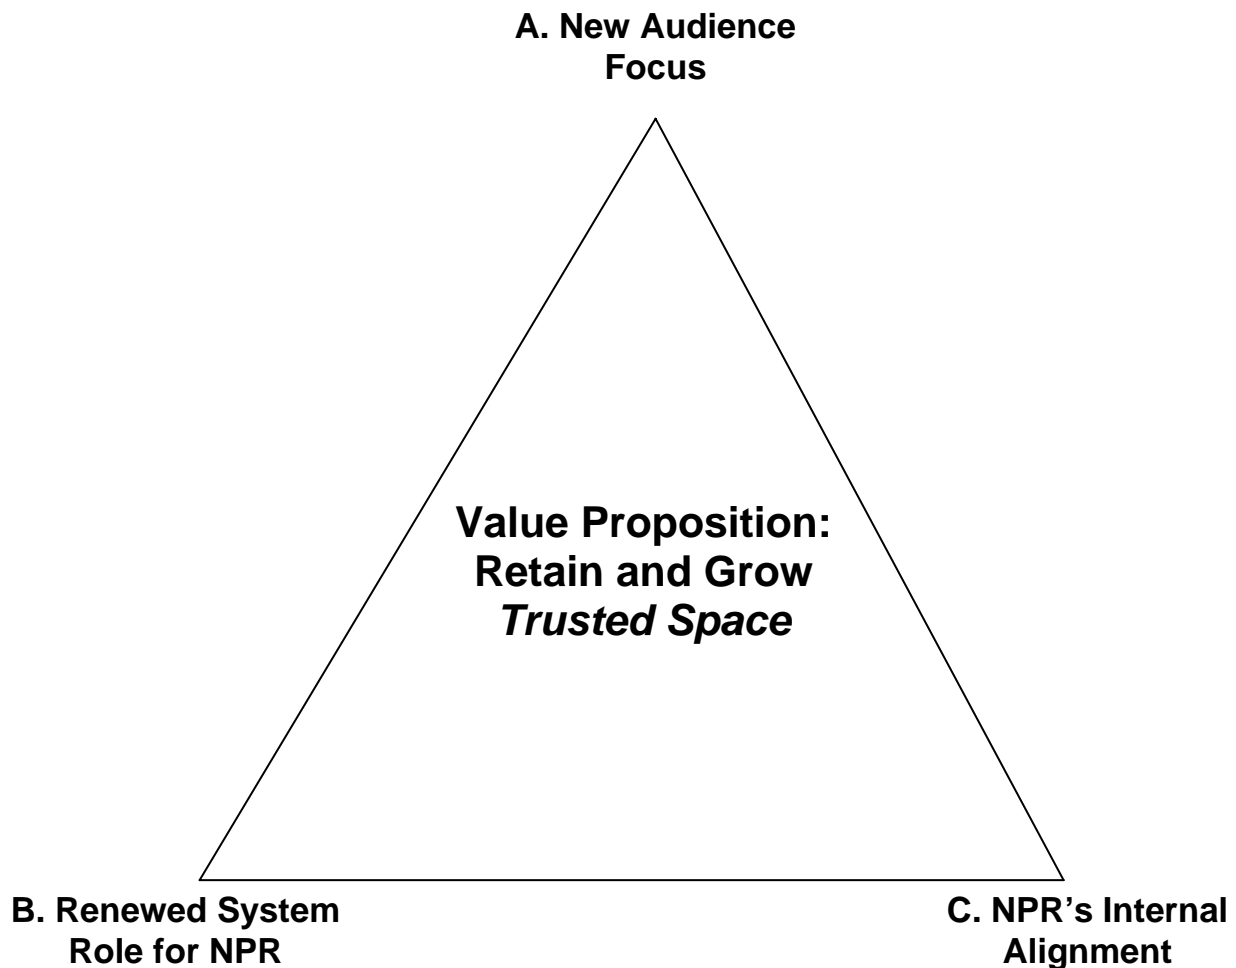 A. New Audience
Focus
Value Proposition:
Retain and Grow
Trusted Space
B. Renewed System
Role for NPR
C. NPR’s Internal
Alignment